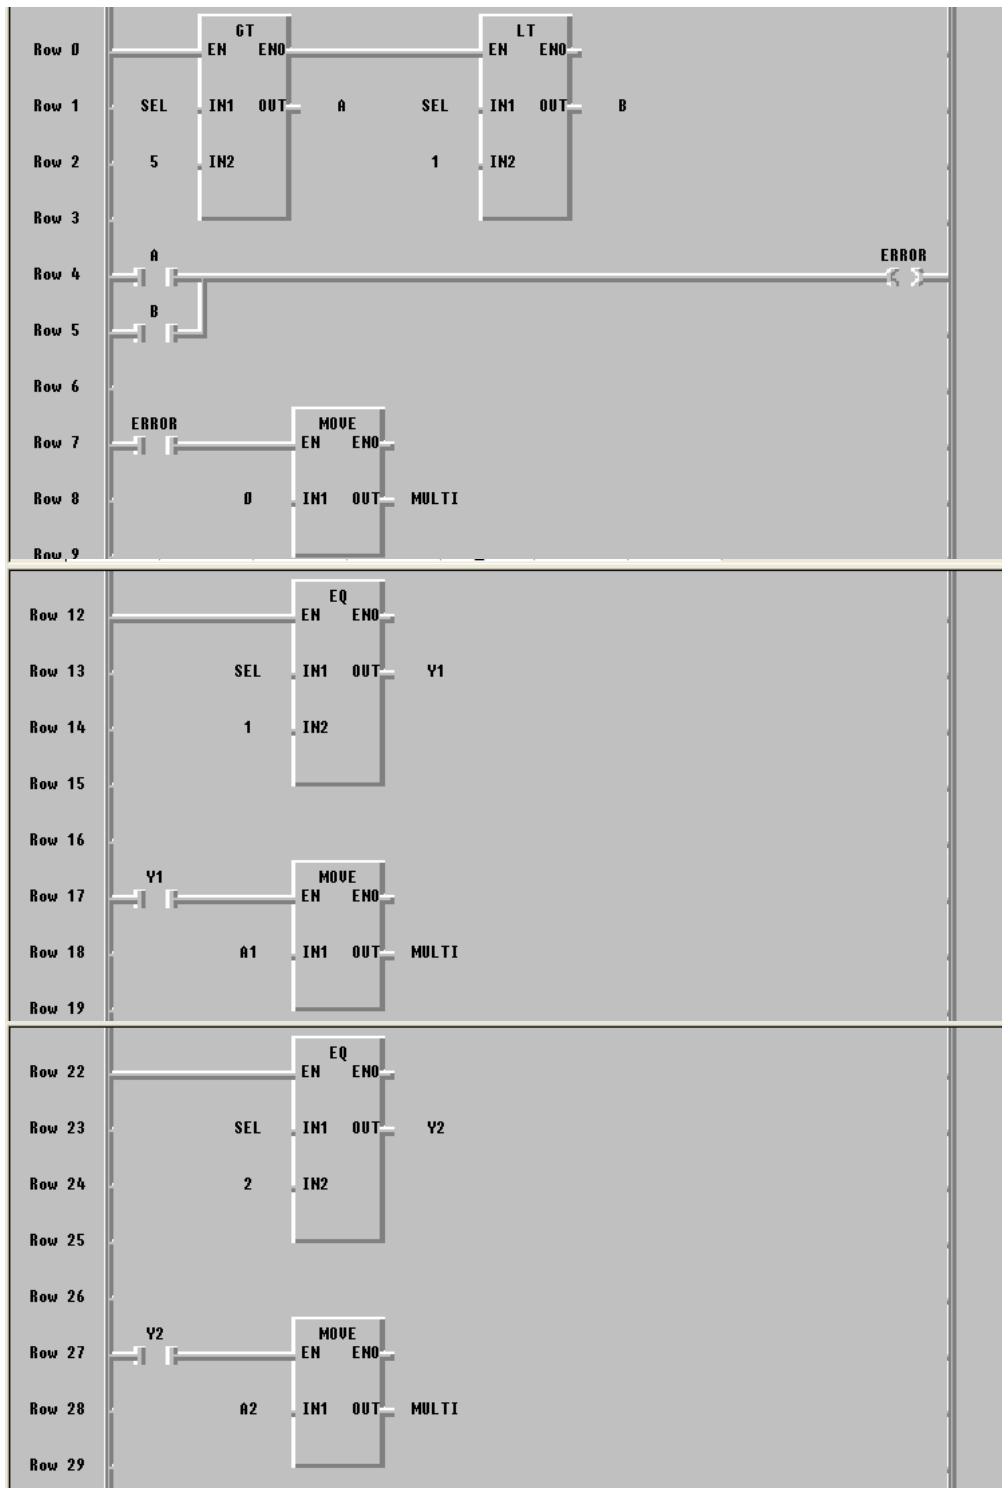 GT LT
Row 0 EN ENO EN ENO
Row 1 SEL IN1 OUT A SEL IN1 OUT B
Row 2 5 IN2 1 IN2
Row 3
A ERROR
Row 4
B
Row 5
Row 6
ERROR MOVE
Row 7 EN ENO
Row 8 0 IN1 OUT MULTI
Row 9
EQ
Row 12 EN ENO
Row 13 SEL IN1 OUT Y1
Row 14 1 IN2
Row 15
Row 16
Y1 MOVE
Row 17 EN ENO
Row 18 A1 IN1 OUT MULTI
Row 19
EQ
Row 22 EN ENO
Row 23 SEL IN1 OUT Y2
Row 24 2 IN2
Row 25
Row 26
Y2 MOVE
Row 27 EN ENO
Row 28 A2 IN1 OUT MULTI
Row 29